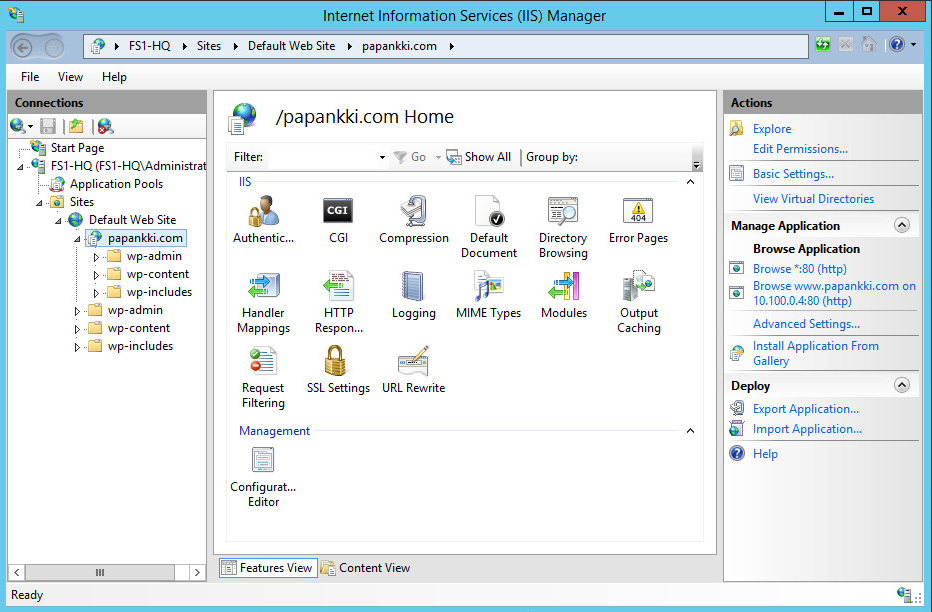 Internet Information Services (IIS) Manager
FS1-HQ Sites Default Web Site papankki.com
File View Help
Connections
Start Page
FS1-HQ (FS1-HQ\Administrat
Application Pools
Sites
Default Web Site
papankki.com
wp-admin
wp-content
wp-includes
wp-admin
wp-content
wp-includes
/papankki.com Home
Filter: Go Show All Group by:
IIS
Authentic...
CGI
CGI
Compression
Default
Document
Directory
Browsing
404
Error Pages
Handler
Mappings
HTTP
Respon...
Logging
MIME Types
Modules
Output
Caching
Request
Filtering
SSL Settings
URL Rewrite
Management
Configurat...
Editor
Features View
Content View
Actions
Explore
Edit Permissions...
Basic Settings...
View Virtual Directories
Manage Application
Browse Application
Browse *:80 (http)
Browse www.papankki.com on
10.100.0.4:80 (http)
Advanced Settings...
Install Application From
Gallery
Deploy
Export Application...
Import Application...
Help
Ready